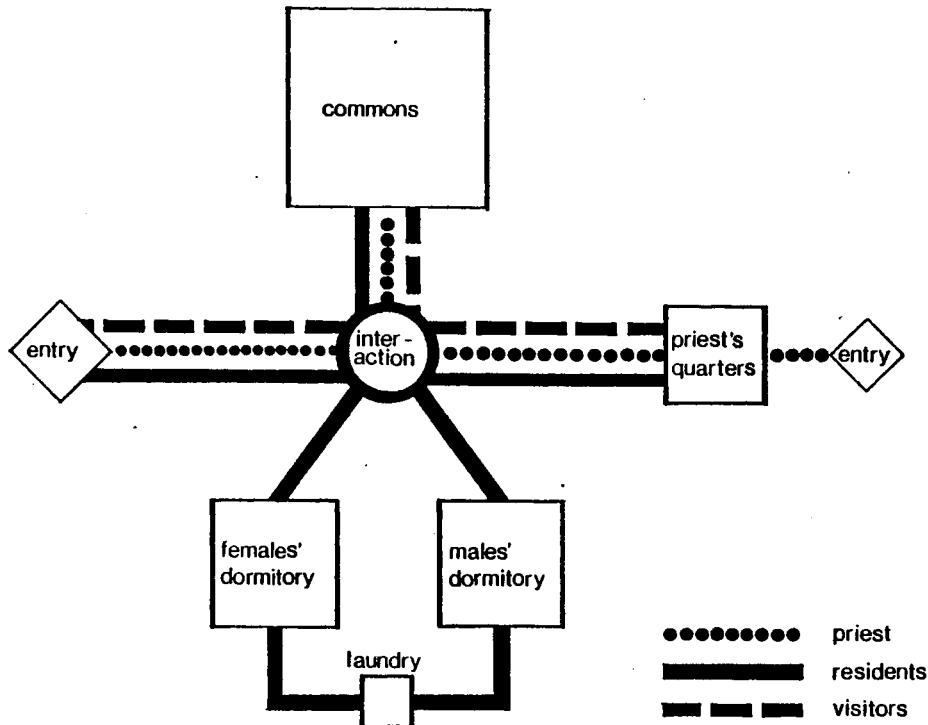 commons
entry
inter-
action
priest's
quarters
entry
females'
dormitory
males'
dormitory
laundry
priest
residents
visitors